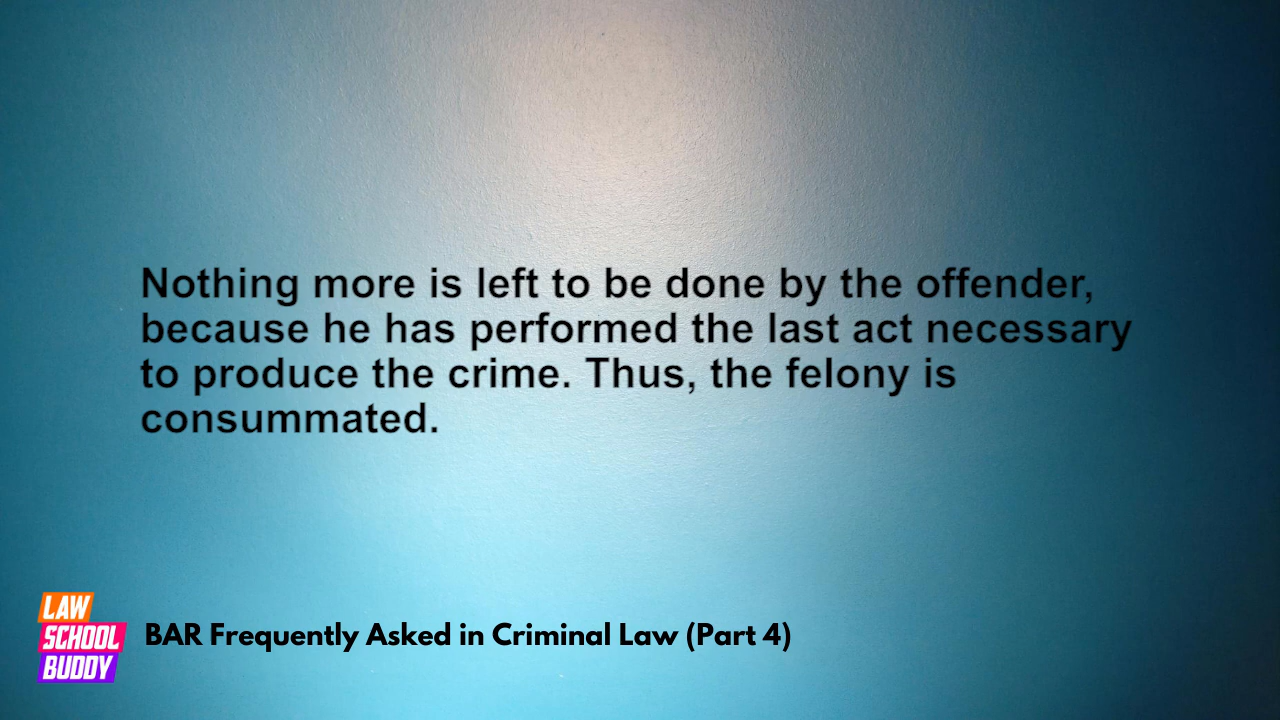 Nothing more is left to be done by the offender,
because he has performed the last act necessary
to produce the crime. Thus, the felony is
consummated.
LAW
SCHOOL
BUDDY
BAR Frequently Asked in Criminal Law (Part 4)